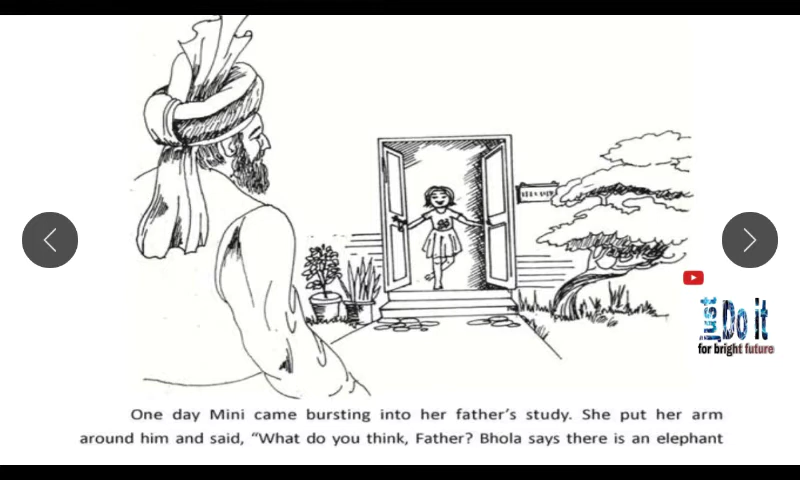 just
Do it
for bright future
One day Mini came bursting into her father’s study. She put her arm
around him and said, “What do you think, Father? Bhola says there is an elephant